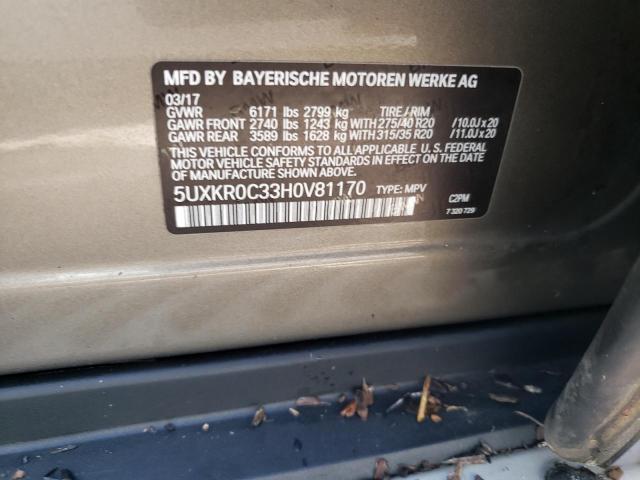 MFD BY BAYERISCHE MOTOREN WERKE AG
03/17
GVWR 6171 lbs 2799 kg TIRE / RIM
GAWR FRONT 2740 lbs 1243 kg WITH 275/40 R20 /10.0J x 20
GAWR REAR 3589 lbs 1628 kg WITH 315/35 R20 /11.0J x 20
THIS VEHICLE CONFORMS TO ALL APPLICABLE U. S. FEDERAL
MOTOR VEHICLE SAFETY STANDARDS IN EFFECT ON THE DATE
OF MANUFACTURE SHOWN ABOVE.
5UXKR0C33H0V81170 TYPE: MPV
C2PM
7 320 729